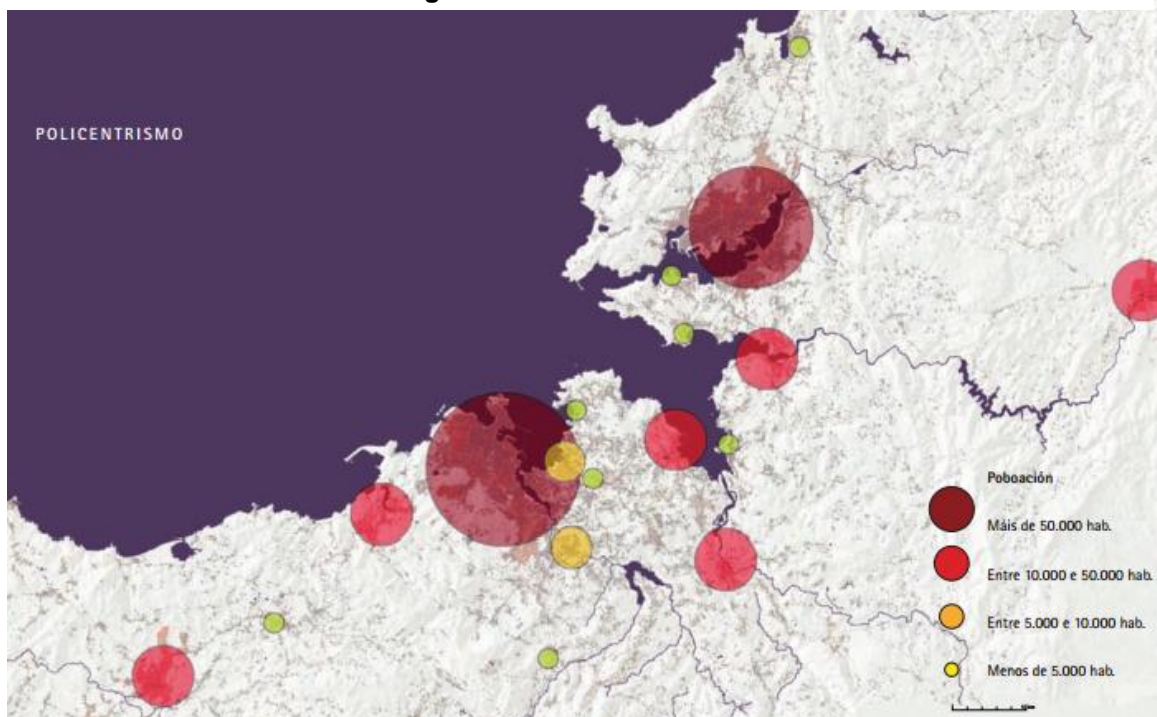 POLICENTRISMO
Poboación
Máis de 50.000 hab.
Entre 10.000 e 50.000 hab.
Entre 5.000 e 10.000 hab.
Menos de 5.000 hab.